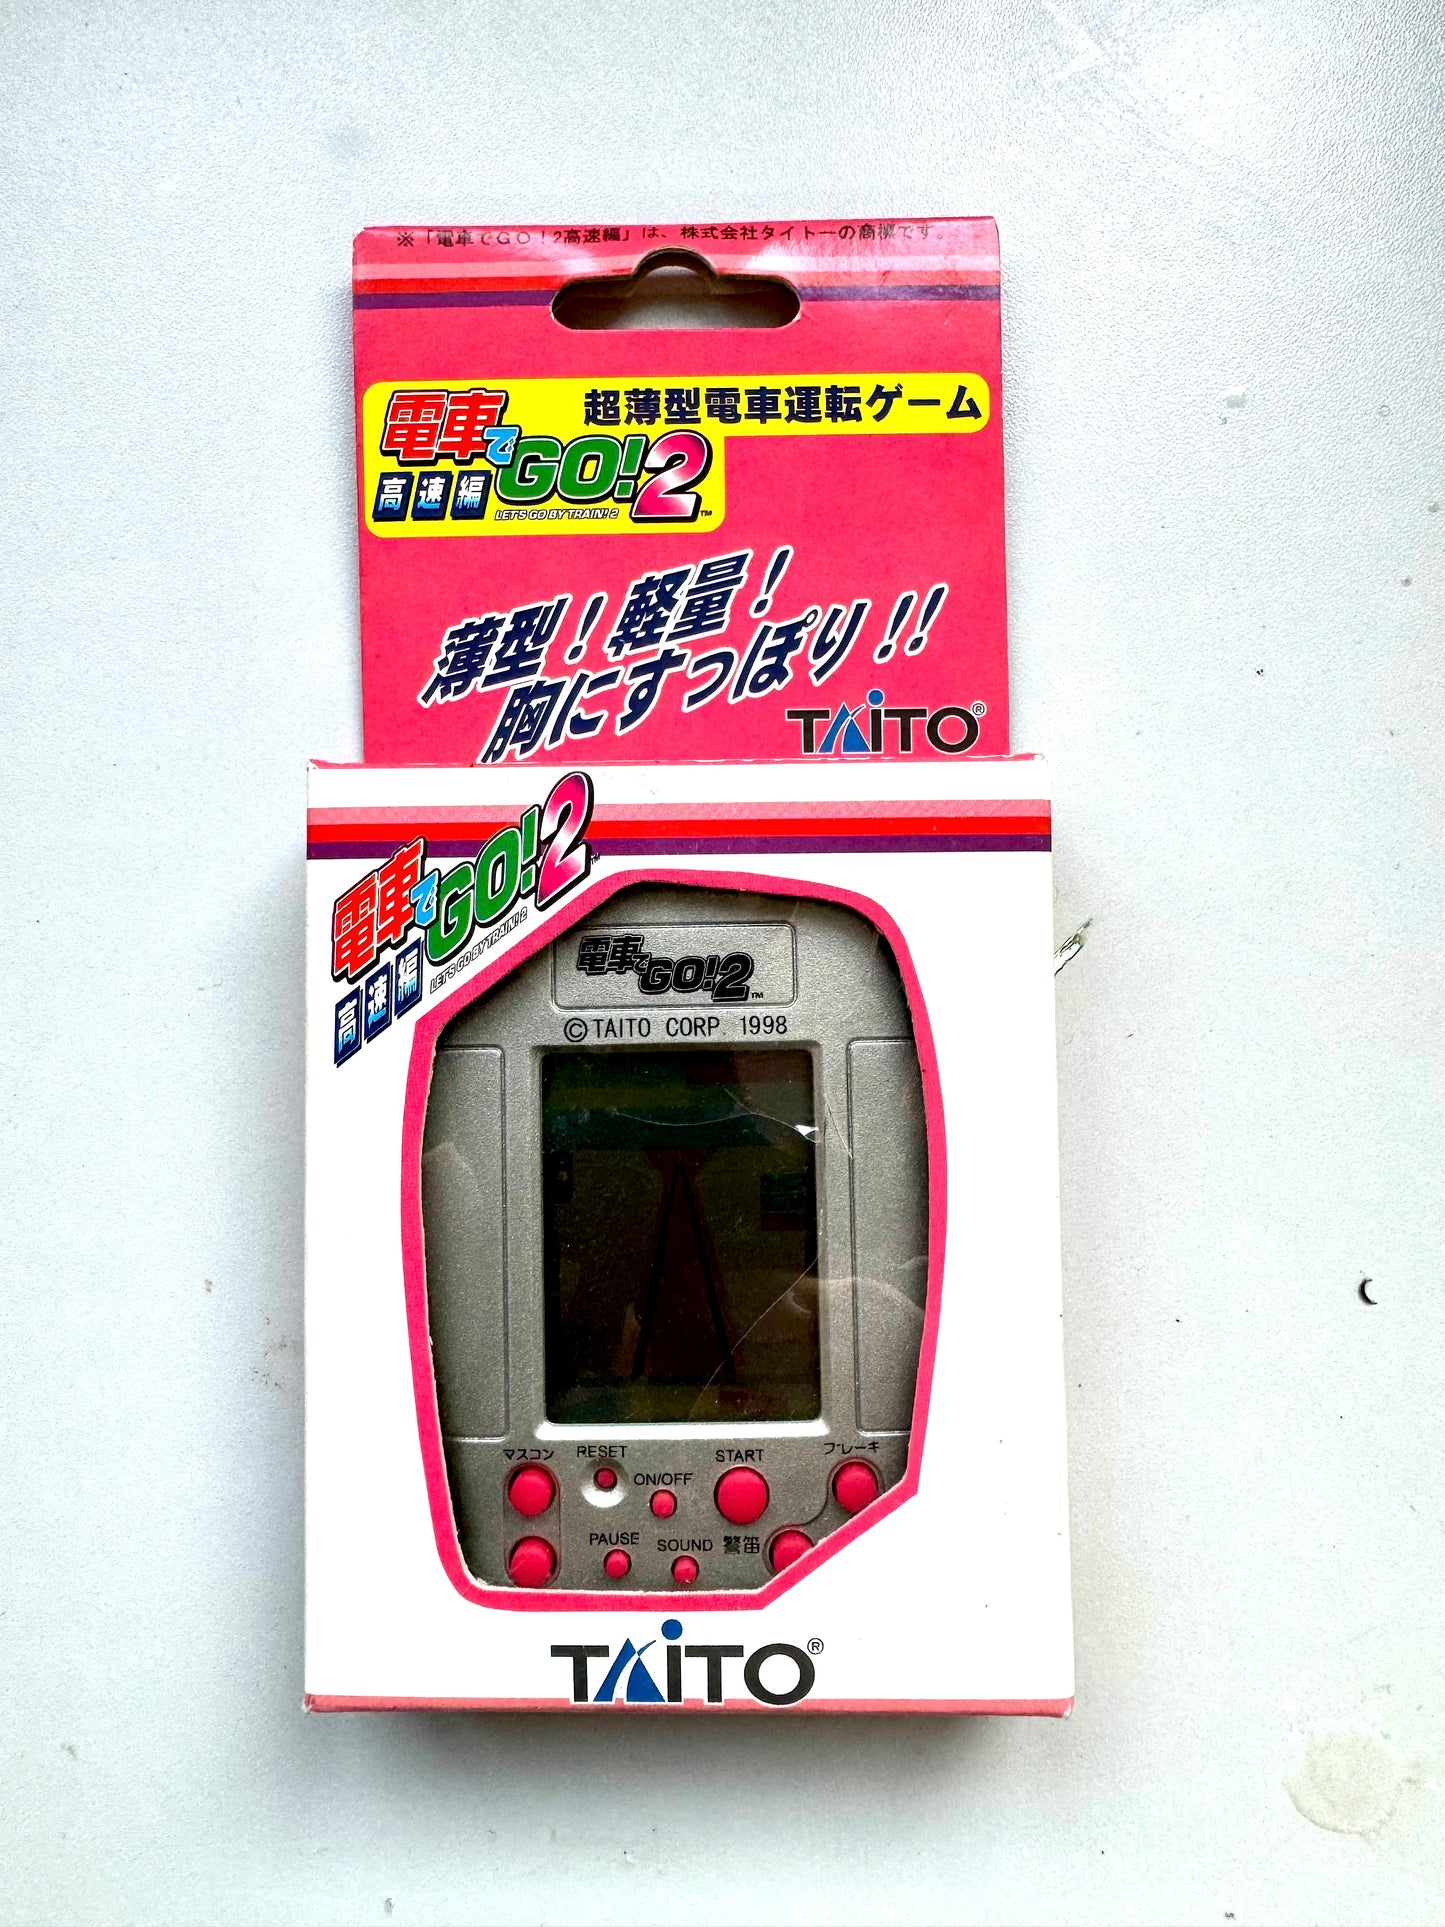 ※「電車でGO!2高速編」は、株式会社タイトーの商標です。
超薄型電車運転ゲーム
電車でGO!2™
高速編
LET'S GO BY TRAIN! 2
薄型!軽量!
胸にすっぽり!!
TAITO®
電車でGO!2™
高速編
LET'S GO BY TRAIN! 2
電車でGO!2™
©TAITO CORP. 1998
マスコン
RESET
ON/OFF
START
ブレーキ
PAUSE
SOUND
警笛
TAITO®